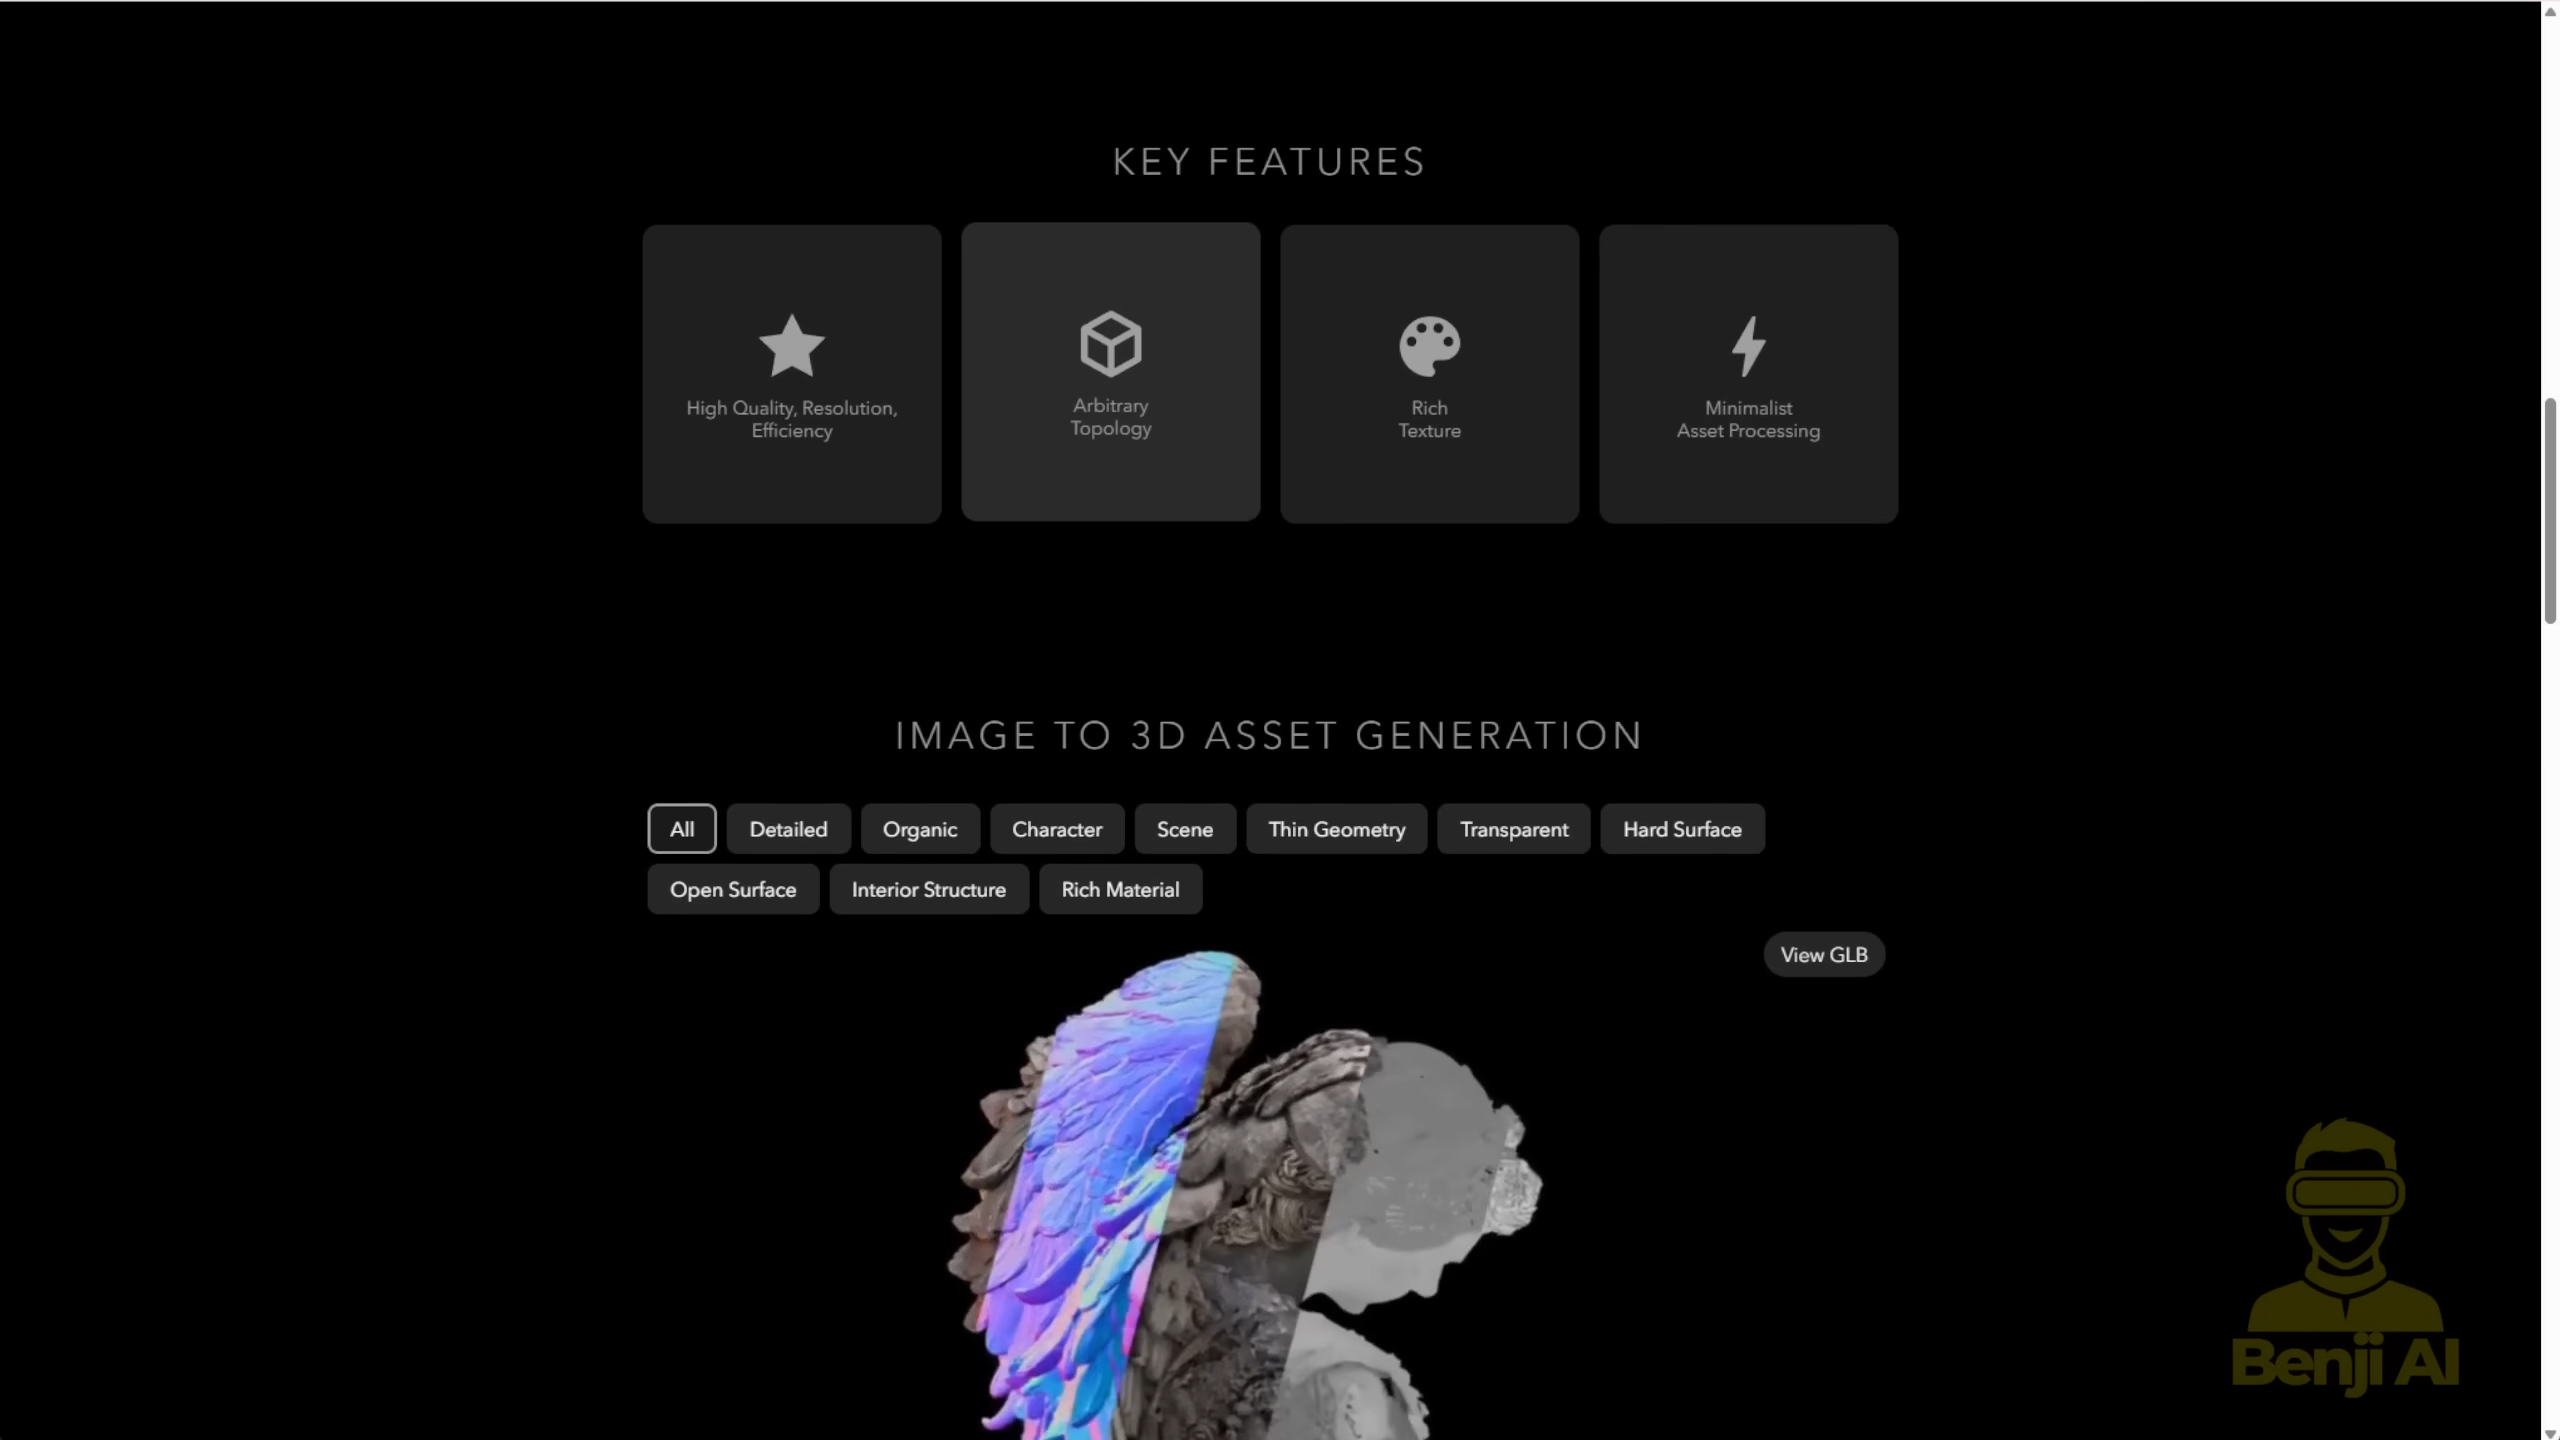 KEY FEATURES
High Quality, Resolution,
Efficiency
Arbitrary
Topology
Rich
Texture
Minimalist
Asset Processing
IMAGE TO 3D ASSET GENERATION
All
Detailed
Organic
Character
Scene
Thin Geometry
Transparent
Hard Surface
Open Surface
Interior Structure
Rich Material
View GLB
Benji AI